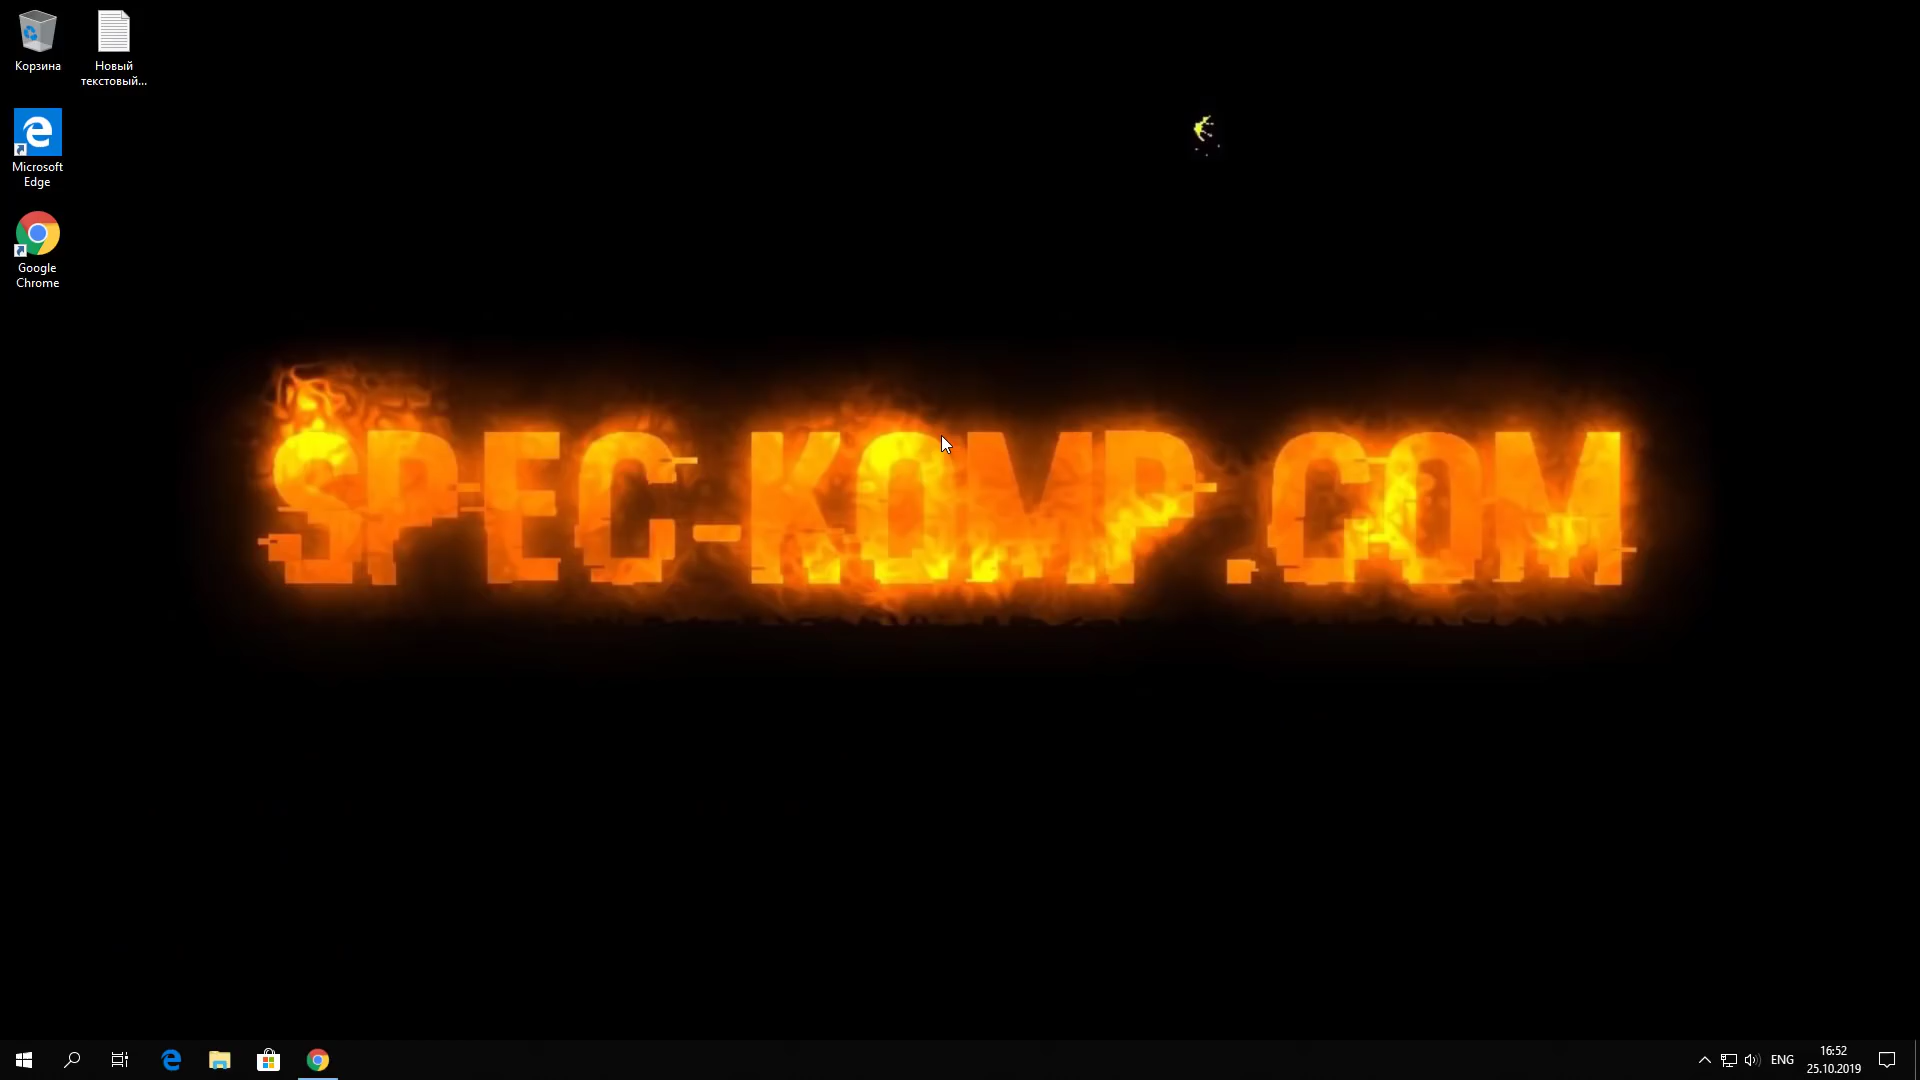 Корзина
Новый
текстовый...
Microsoft
Edge
Google
Chrome
SPEC-KOMP.COM
ENG
16:52
25.10.2019